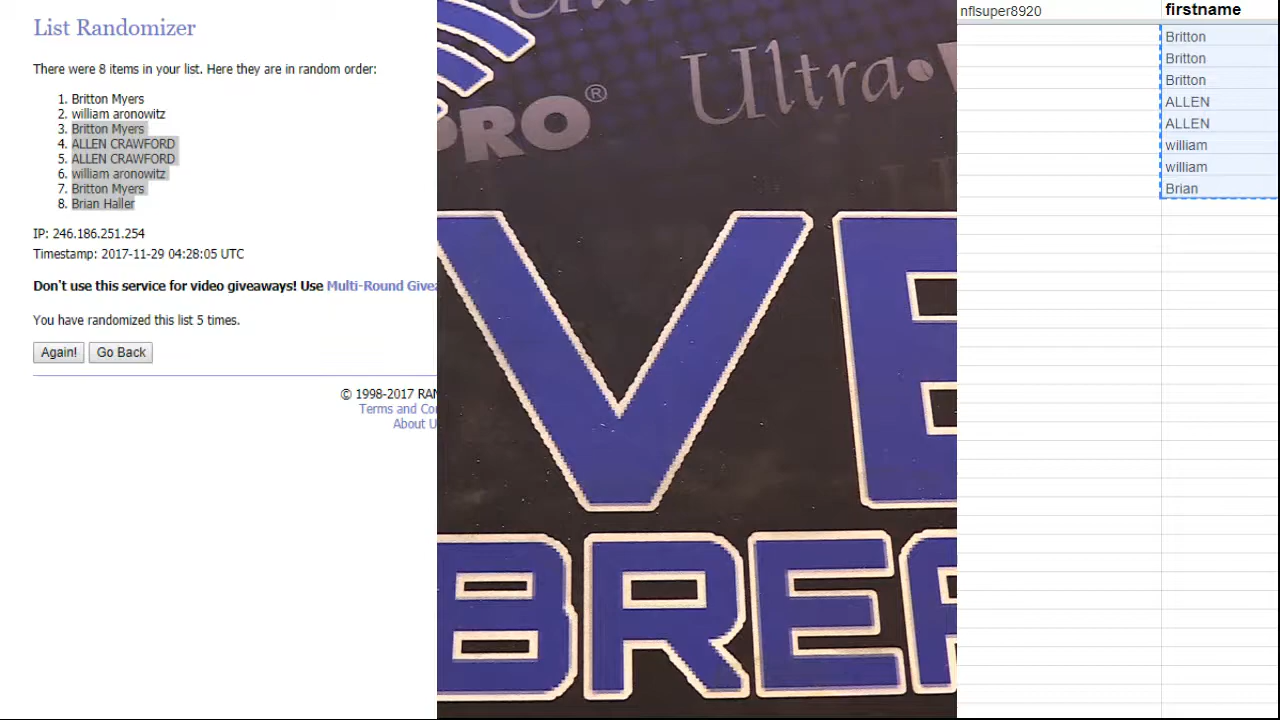 List Randomizer
There were 8 items in your list. Here they are in random order:
1. Britton Myers
2. william aronowitz
3. Britton Myers
4. ALLEN CRAWFORD
5. ALLEN CRAWFORD
6. william aronowitz
7. Britton Myers
8. Brian Haller
IP: 246.186.251.254
Timestamp: 2017-11-29 04:28:05 UTC
Don't use this service for video giveaways! Use Multi-Round Givea
You have randomized this list 5 times.
Again! Go Back
© 1998-2017 RAN
Terms and Con
About U
Ultra
PRO®
VE
BREA
nflsuper8920
firstname
Britton
Britton
Britton
ALLEN
ALLEN
william
william
Brian